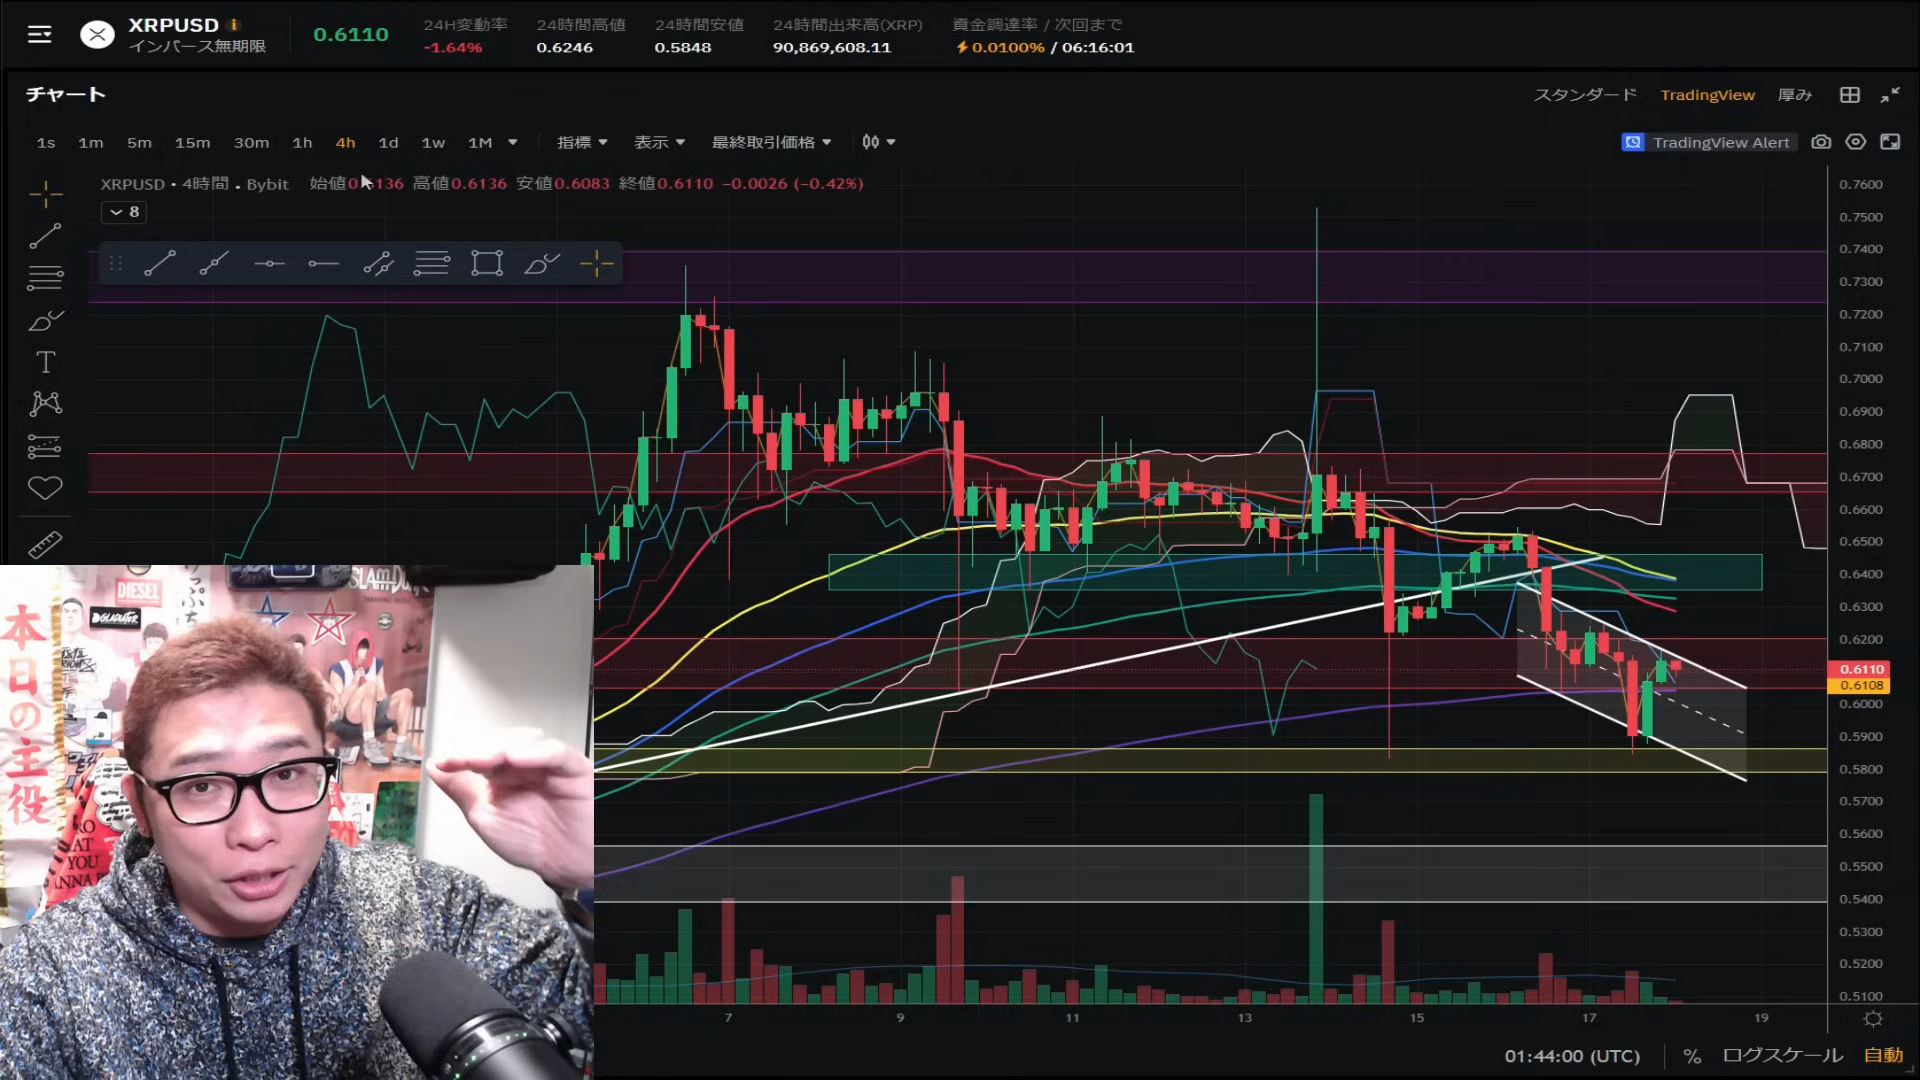 XRPUSD
インバース無期限
0.6110
24H変動率
-1.64%
24時間高値
0.6246
24時間安値
0.5848
24時間出来高(XRP)
90,869,608.11
資金調達率 / 次回まで
0.0100% / 06:16:01
チャート
スタンダード
TradingView
厚み
1s 1m 5m 15m 30m 1h 4h 1d 1w 1M
指標
表示
最終取引価格
TradingView Alert
XRPUSD • 4時間 . Bybit
高値0.6136 安値0.6083 終値0.6110 −0.0026 (−0.42%)
8
0.7600
0.7500
0.7400
0.7300
0.7200
0.7100
0.7000
0.6900
0.6800
0.6700
0.6600
0.6500
0.6400
0.6300
0.6200
0.6110
0.6108
0.6000
0.5900
0.5800
0.5700
0.5600
0.5500
0.5400
0.5300
0.5200
0.5100
7 9 11 13 15 17 19
01:44:00 (UTC)
%
ログスケール
自動
本日の主役
DIESEL
GLADIATOR